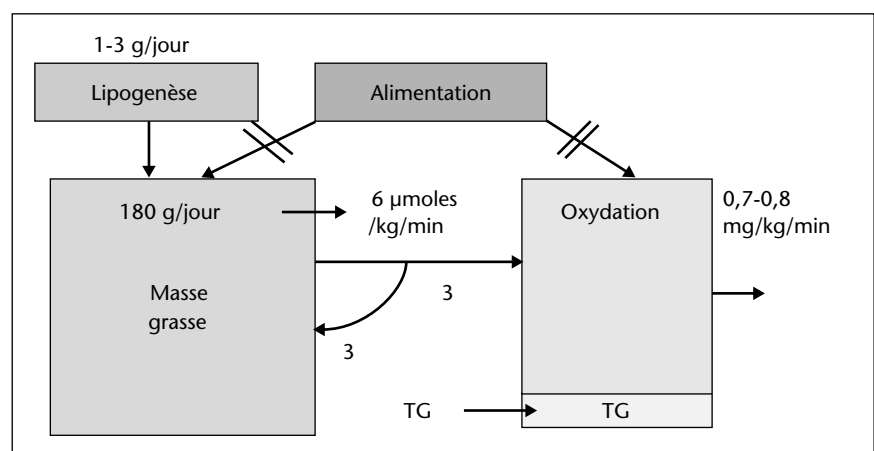 1-3 g/jour
Lipogenèse
Alimentation
180 g/jour
6 µmoles
/kg/min
Oxydation
0,7-0,8
mg/kg/min
Masse
grasse
3
3
TG
TG